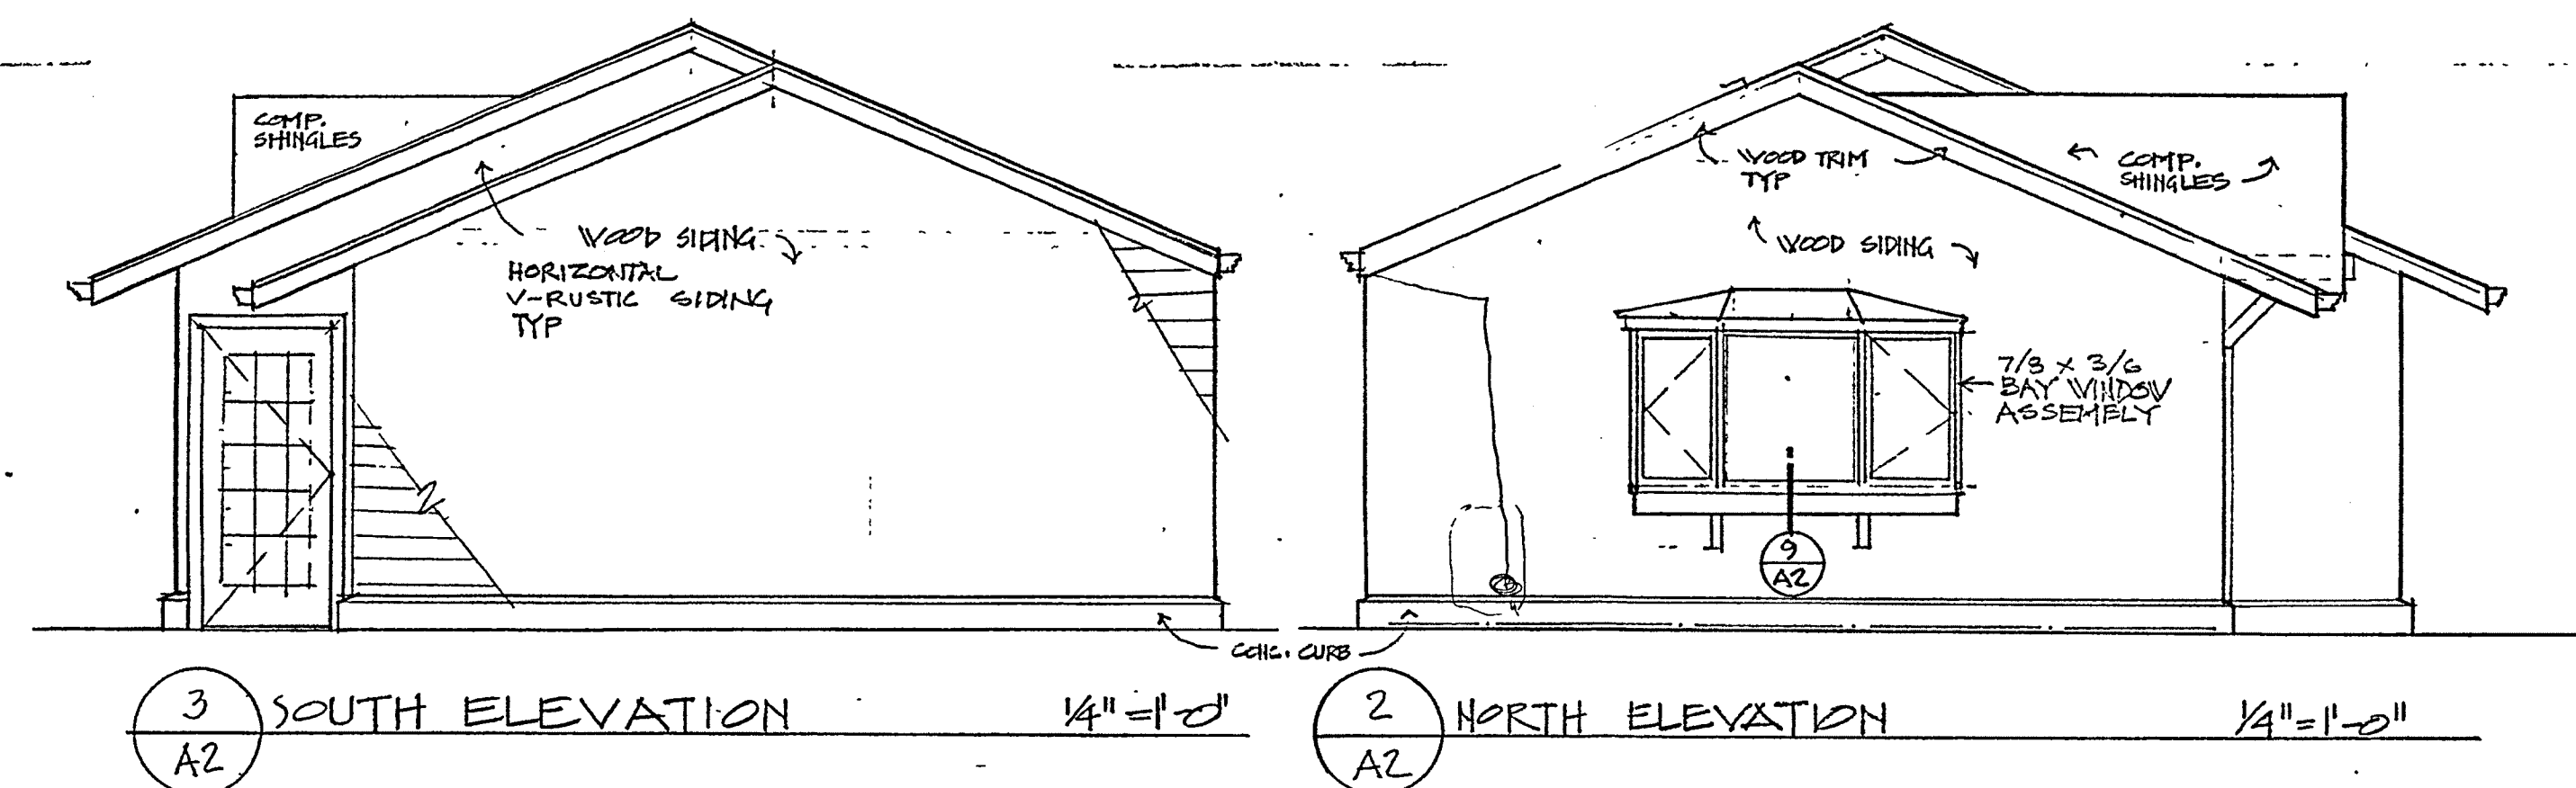 COMP.
SHINGLES
WOOD SIDING
HORIZONTAL
V-RUSTIC SIDING
TYP
3
A2
SOUTH ELEVATION
1/4"=1'-0"
WOOD TRIM
TYP
COMP.
SHINGLES
WOOD SIDING
7/8 x 3/6
BAY WINDOW
ASSEMELY
9
A2
CONC. CURB
2
A2
NORTH ELEVATION
1/4"=1'-0"